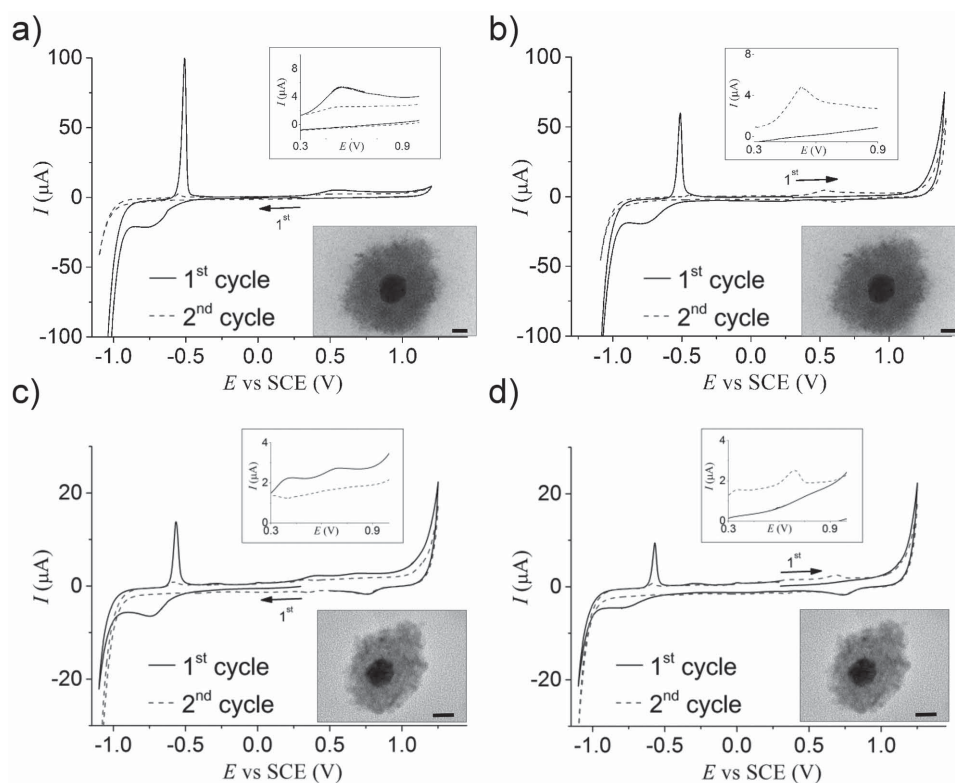 a)
100
50
0
-50
-100
I (μA)
-1.0 -0.5 0.0 0.5 1.0
E vs SCE (V)
8
4
0
I (μA)
0.3 0.9
E (V)
1st
1st cycle
2nd cycle
b)
100
50
0
-50
-100
I (μA)
-1.0 -0.5 0.0 0.5 1.0
E vs SCE (V)
8
4
0
I (μA)
0.3 0.9
E (V)
1st
1st cycle
2nd cycle
c)
20
0
-20
I (μA)
-1.0 -0.5 0.0 0.5 1.0
E vs SCE (V)
4
2
0
I (μA)
0.3 0.9
E (V)
1st
1st cycle
2nd cycle
d)
20
0
-20
I (μA)
-1.0 -0.5 0.0 0.5 1.0
E vs SCE (V)
4
2
0
I (μA)
0.3 0.9
E (V)
1st
1st cycle
2nd cycle